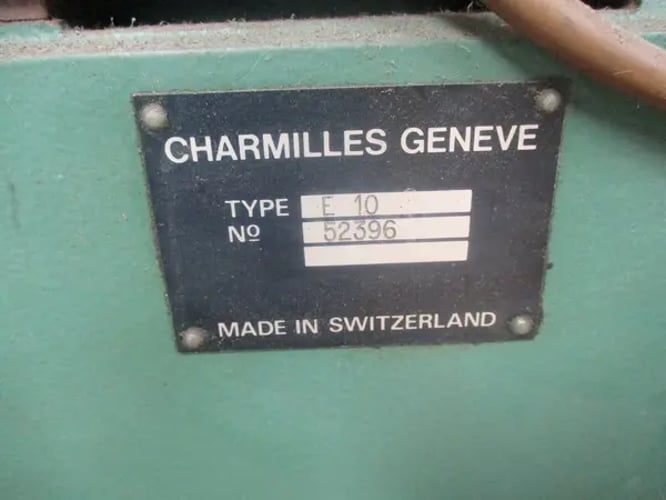 CHARMILLES GENEVE
TYPE E 10
Nº 52396
MADE IN SWITZERLAND